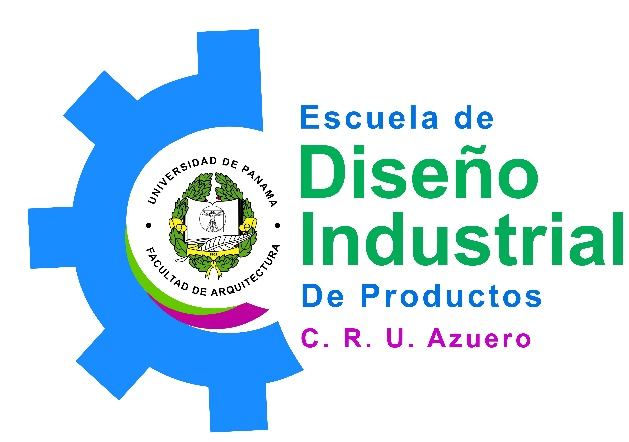 UNIVERSIDAD DE PANAMA
FACULTAD DE ARQUITECTURA
Escuela de
Diseño
Industrial
De Productos
C. R. U. Azuero